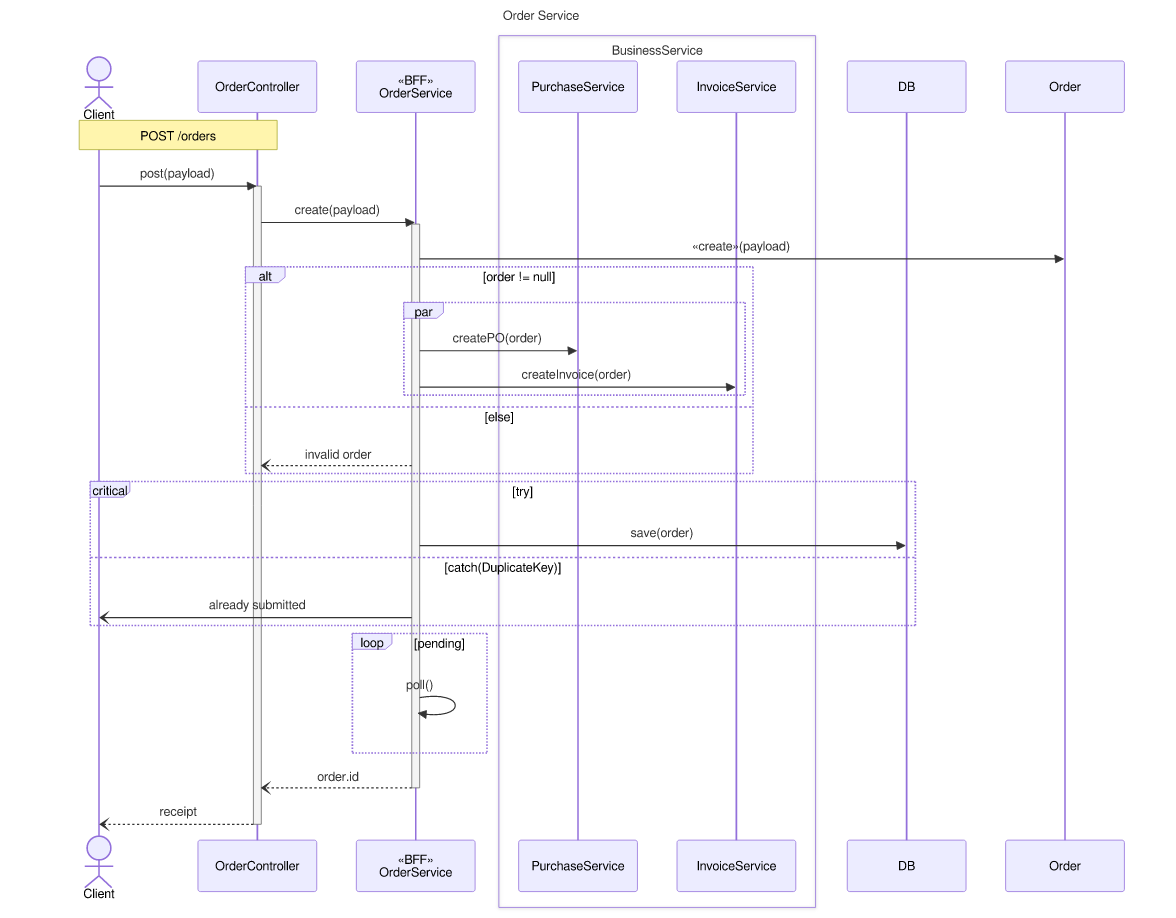 Order Service
BusinessService
Client
OrderController
«BFF»
OrderService
PurchaseService
InvoiceService
DB
Order
POST /orders
post(payload)
create(payload)
«create»(payload)
alt
[order != null]
par
createPO(order)
createInvoice(order)
[else]
invalid order
critical
[try]
save(order)
[catch(DuplicateKey)]
already submitted
loop
[pending]
poll()
order.id
receipt
Client
OrderController
«BFF»
OrderService
PurchaseService
InvoiceService
DB
Order